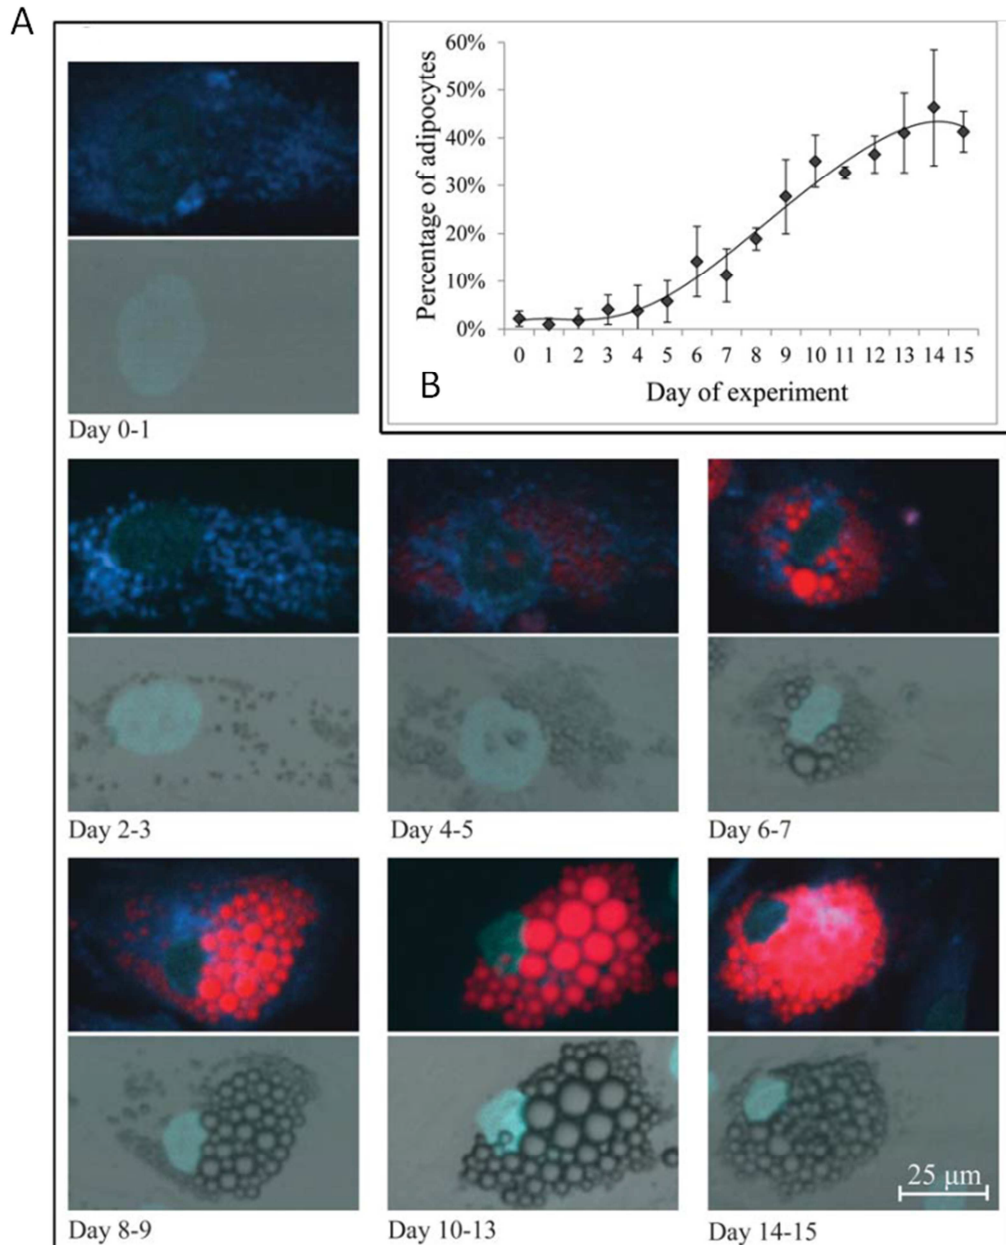 A
60%
50%
40%
30%
20%
10%
0%
Percentage of adipocytes
0 1 2 3 4 5 6 7 8 9 10 11 12 13 14 15
B
Day of experiment
Day 0-1
Day 2-3
Day 4-5
Day 6-7
25 μm
Day 8-9
Day 10-13
Day 14-15